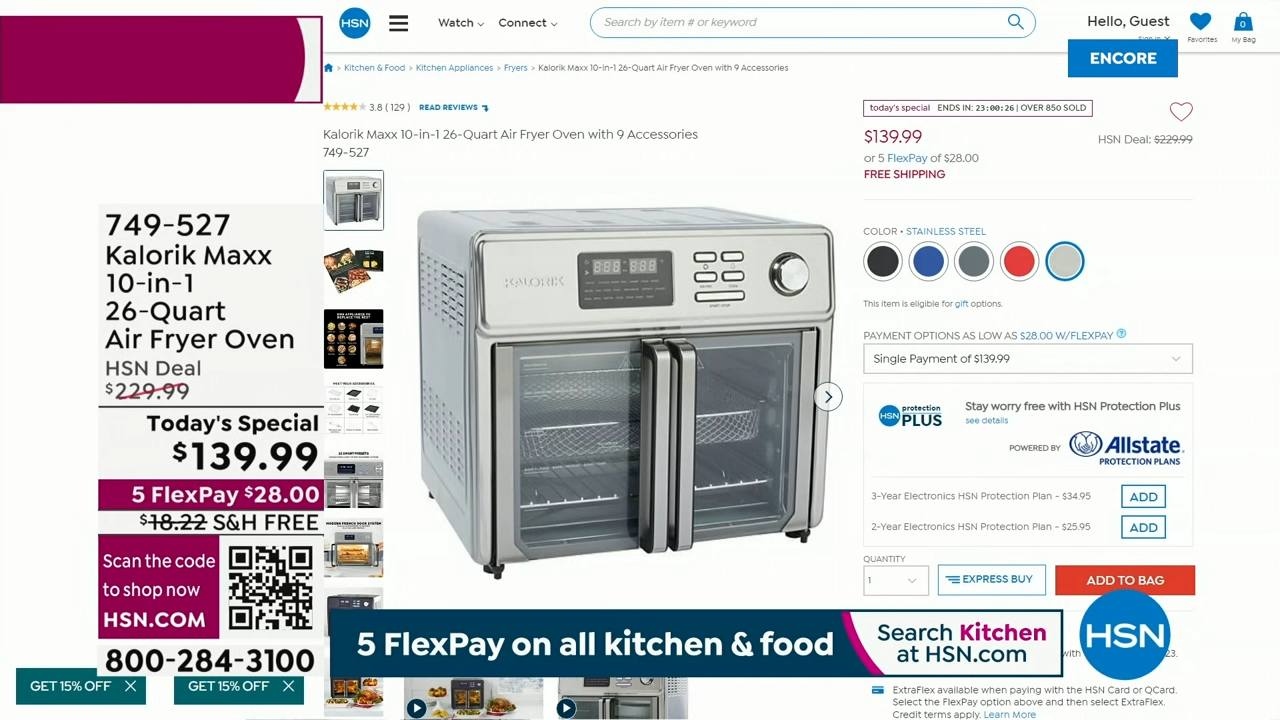 HSN
Watch
Connect
Search by item # or keyword
Hello, Guest
Sign In
Favorites
0
My Bag
ENCORE
> Kitchen & Food > Kitchen Appliances > Fryers > Kalorik Maxx 10-in-1 26-Quart Air Fryer Oven with 9 Accessories
3.8 (129) READ REVIEWS
Kalorik Maxx 10-in-1 26-Quart Air Fryer Oven with 9 Accessories
749-527
today's special ENDS IN: 23:00:26 | OVER 850 SOLD
$139.99
HSN Deal: $229.99
or 5 FlexPay of $28.00
FREE SHIPPING
COLOR • STAINLESS STEEL
This item is eligible for gift options.
PAYMENT OPTIONS AS LOW AS $28.00 W/FLEXPAY
Single Payment of $139.99
HSN protection PLUS
Stay worry free with HSN Protection Plus
see details
POWERED BY Allstate
PROTECTION PLANS
3-Year Electronics HSN Protection Plan - $34.95 ADD
2-Year Electronics HSN Protection Plan - $25.95 ADD
QUANTITY
1
EXPRESS BUY
ADD TO BAG
KALORIK
749-527
Kalorik Maxx
10-in-1
26-Quart
Air Fryer Oven
HSN Deal
$229.99
Today's Special
$139.99
5 FlexPay $28.00
$18.22 S&H FREE
Scan the code
to shop now
HSN.COM
800-284-3100
GET 15% OFF X
GET 15% OFF X
5 FlexPay on all kitchen & food
Search Kitchen
at HSN.com
HSN
ExtraFlex available when paying with the HSN Card or QCard.
Select the FlexPay option above and then select ExtraFlex.
Credit terms apply. Learn More